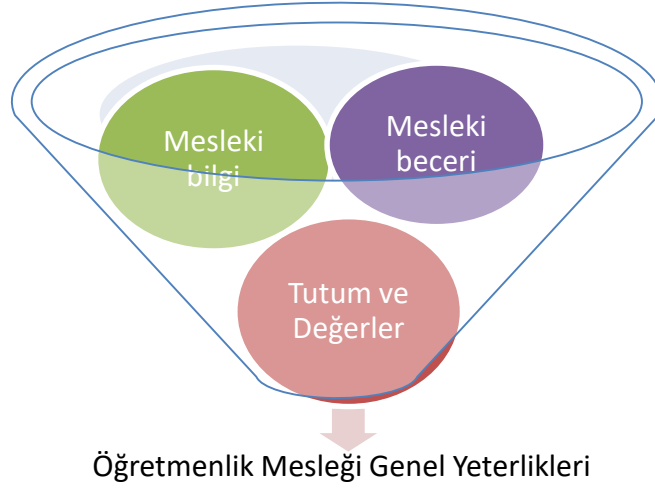 Mesleki
bilgi
Mesleki
beceri
Tutum ve
Değerler
Öğretmenlik Mesleği Genel Yeterlikleri